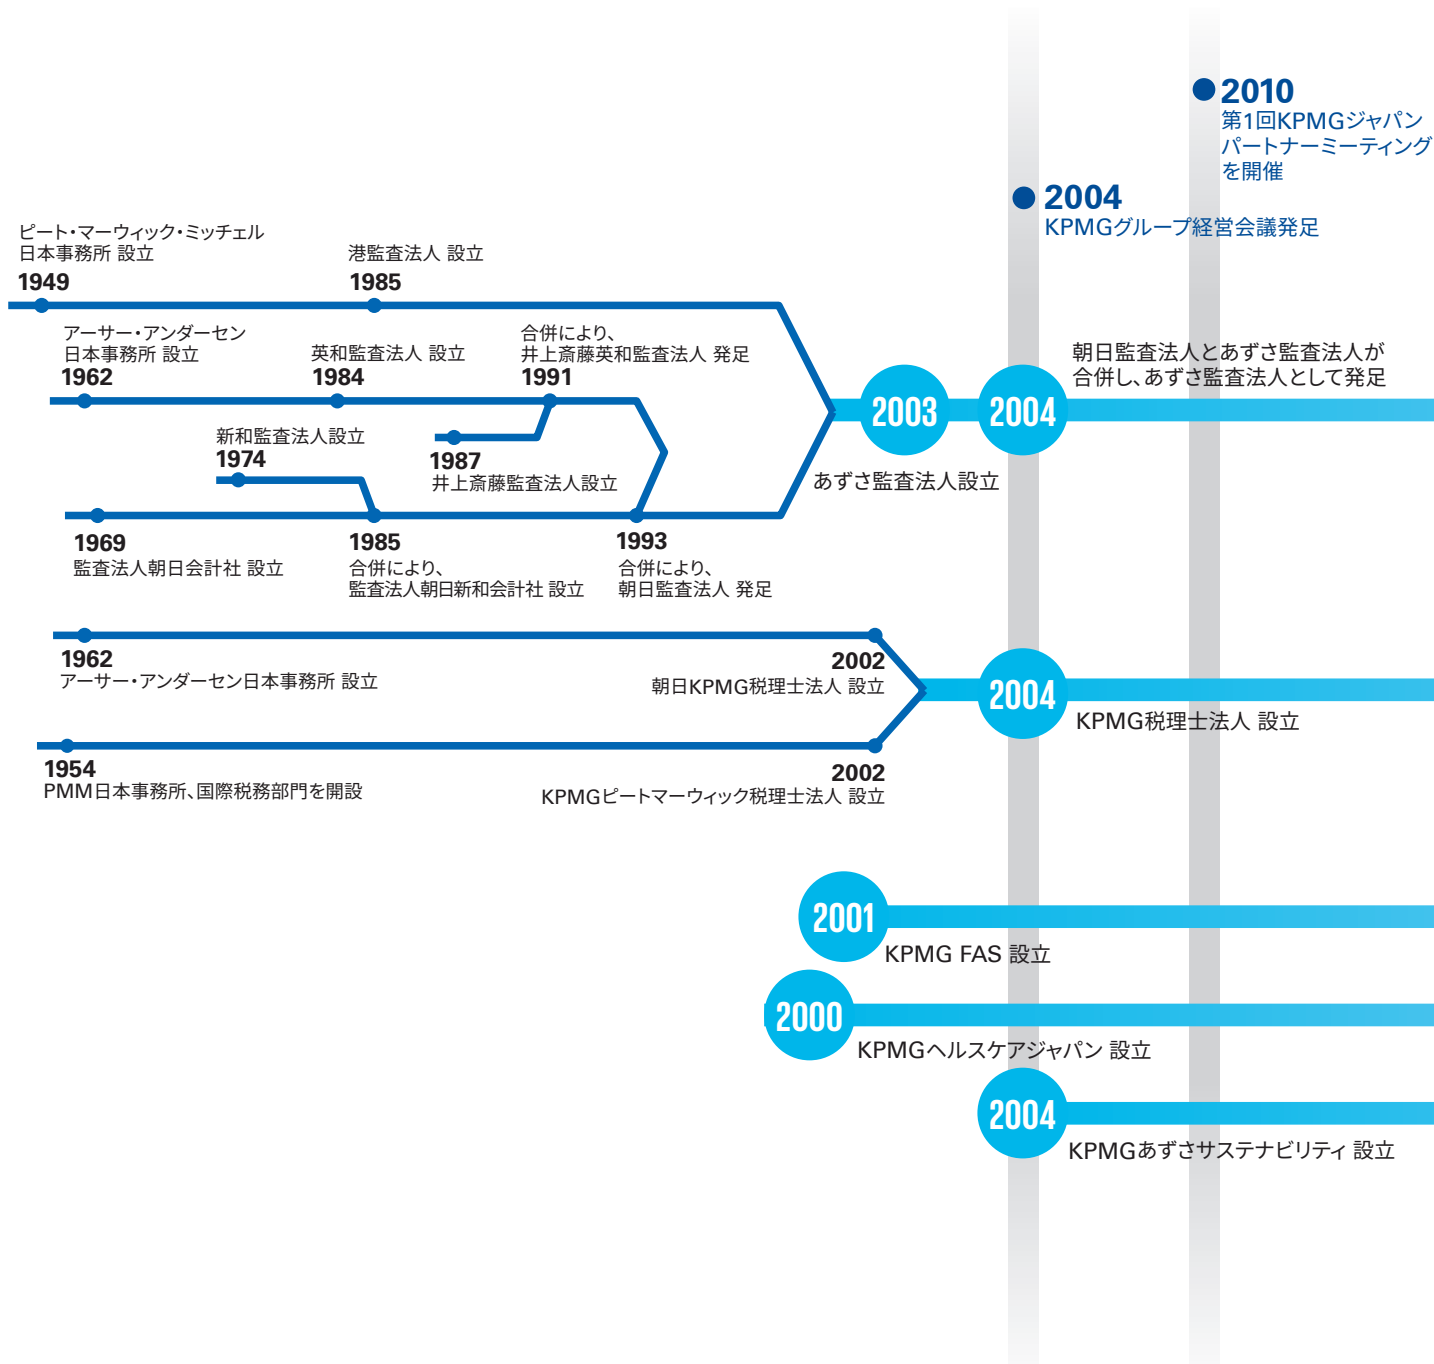 2010
第1回KPMGジャパン
パートナーミーティング
を開催
2004
KPMGグループ経営会議発足
ピート・マーウィック・ミッチェル
日本事務所 設立
1949
港監査法人 設立
1985
アーサー・アンダーセン
日本事務所 設立
1962
英和監査法人 設立
1984
合併により、
井上斎藤英和監査法人 発足
1991
朝日監査法人とあずさ監査法人が
合併し、あずさ監査法人として発足
2003
2004
新和監査法人設立
1974
1987
井上斎藤監査法人設立
あずさ監査法人設立
1969
監査法人朝日会計社 設立
1985
合併により、
監査法人朝日新和会計社 設立
1993
合併により、
朝日監査法人 発足
1962
アーサー・アンダーセン日本事務所 設立
2002
朝日KPMG税理士法人 設立
2004
KPMG税理士法人 設立
1954
PMM日本事務所、国際税務部門を開設
2002
KPMGピートマーウィック税理士法人 設立
2001
KPMG FAS 設立
2000
KPMGヘルスケアジャパン 設立
2004
KPMGあずさサステナビリティ 設立